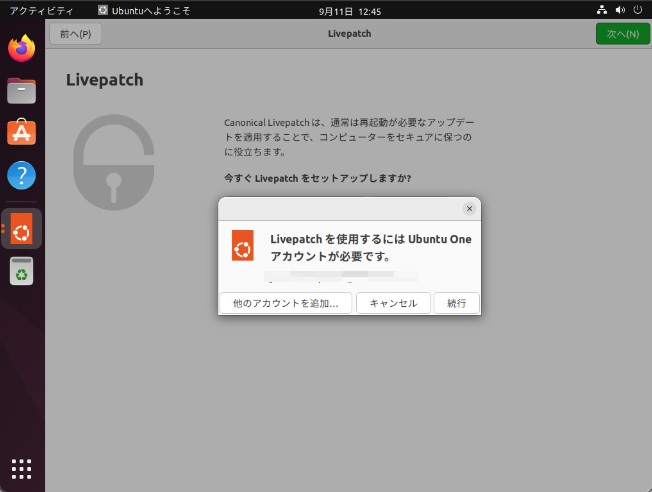 アクティビティ
Ubuntuへようこそ
9月11日 12:45
前へ(P)
Livepatch
次へ(N)
Livepatch
Canonical Livepatch は、通常は再起動が必要なアップデー
トを適用することで、コンピューターをセキュアに保つの
に役立ちます。
今すぐ Livepatch をセットアップしますか?
Livepatch を使用するには Ubuntu One
アカウントが必要です。
他のアカウントを追加...
キャンセル
続行